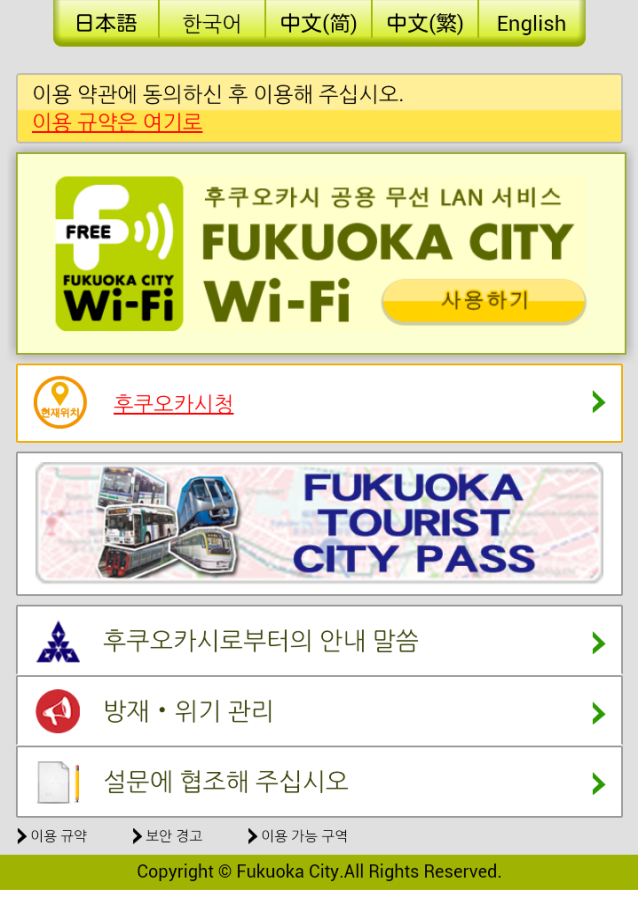 日本語
한국어
中文(简)
中文(繁)
English
이용 약관에 동의하신 후 이용해 주십시오.
이용 규약은 여기로
FREE
FUKUOKA CITY
Wi-Fi
후쿠오카시 공용 무선 LAN 서비스
FUKUOKA CITY
Wi-Fi
사용하기
현재위치
후쿠오카시청
FUKUOKA
TOURIST
CITY PASS
후쿠오카시로부터의 안내 말씀
방재・위기 관리
설문에 협조해 주십시오
이용 규약
보안 경고
이용 가능 구역
Copyright © Fukuoka City.All Rights Reserved.